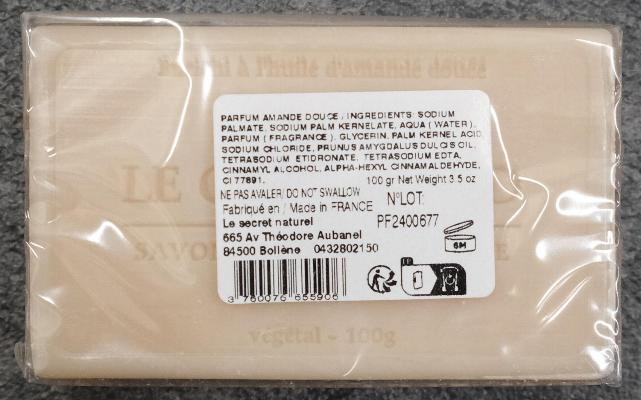 Enrichi à l'huile d'amande douce
PARFUM AMANDE DOUCE / INGREDIENTS: SODIUM
PALMATE, SODIUM PALM KERNELATE, AQUA ( WATER),
PARFUM ( FRAGRANCE ), GLYCERIN, PALM KERNEL ACID,
SODIUM CHLORIDE, PRUNUS AMYGDALUS DULCIS OIL,
TETRASODIUM ETIDRONATE, TETRASODIUM EDTA,
CINNAMYL ALCOHOL, ALPHA-HEXYL CINNAMALDEHYDE,
CI 77891. 100 gr Net Weight 3.5 oz
NE PAS AVALER/ DO NOT SWALLOW
Fabriqué en / Made in FRANCE N°LOT:
Le secret naturel PF2400677
665 Av Théodore Aubanel
84500 Bollène 0432802150
6M
3 760076 655906
LE C
SAVO
végétal - 100g